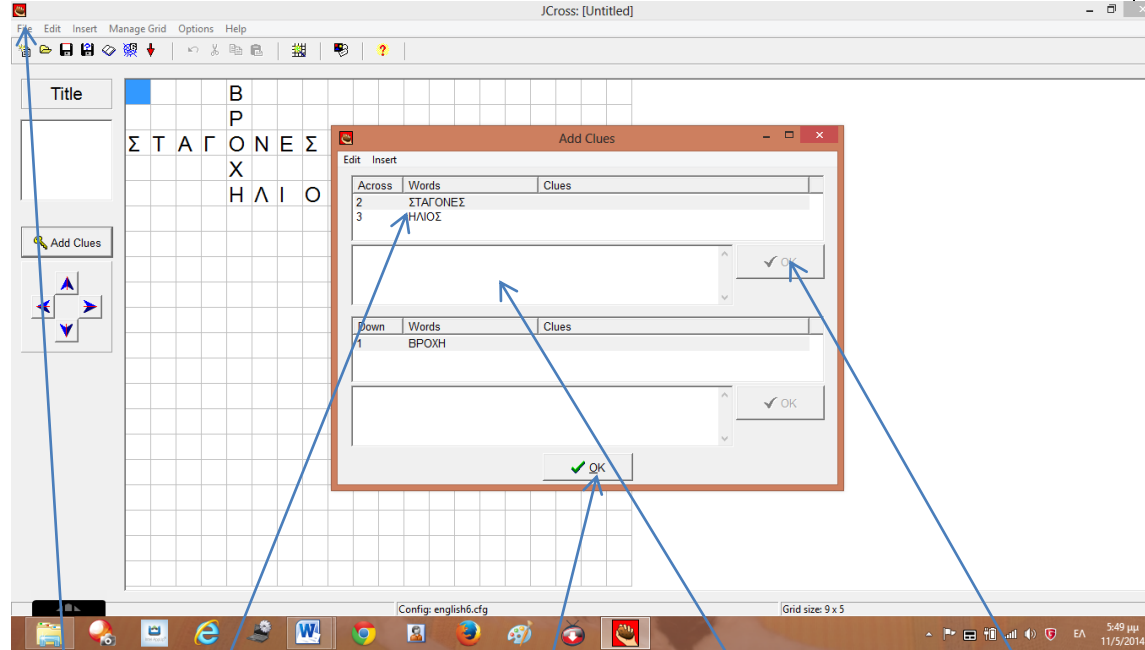 JCross: [Untitled]
File Edit Insert Manage Grid Options Help
Title
Β
Ρ
Σ Τ Α Γ Ο Ν Ε Σ
Χ
Η Λ Ι Ο
Add Clues
Add Clues
Edit Insert
Across Words Clues
2 ΣΤΑΓΟΝΕΣ
3 ΗΛΙΟΣ
OK
Down Words Clues
1 ΒΡΟΧΗ
OK
OK
Config: english6.cfg
Grid size: 9 x 5
ΕΛ
5:49 μμ
11/5/2014